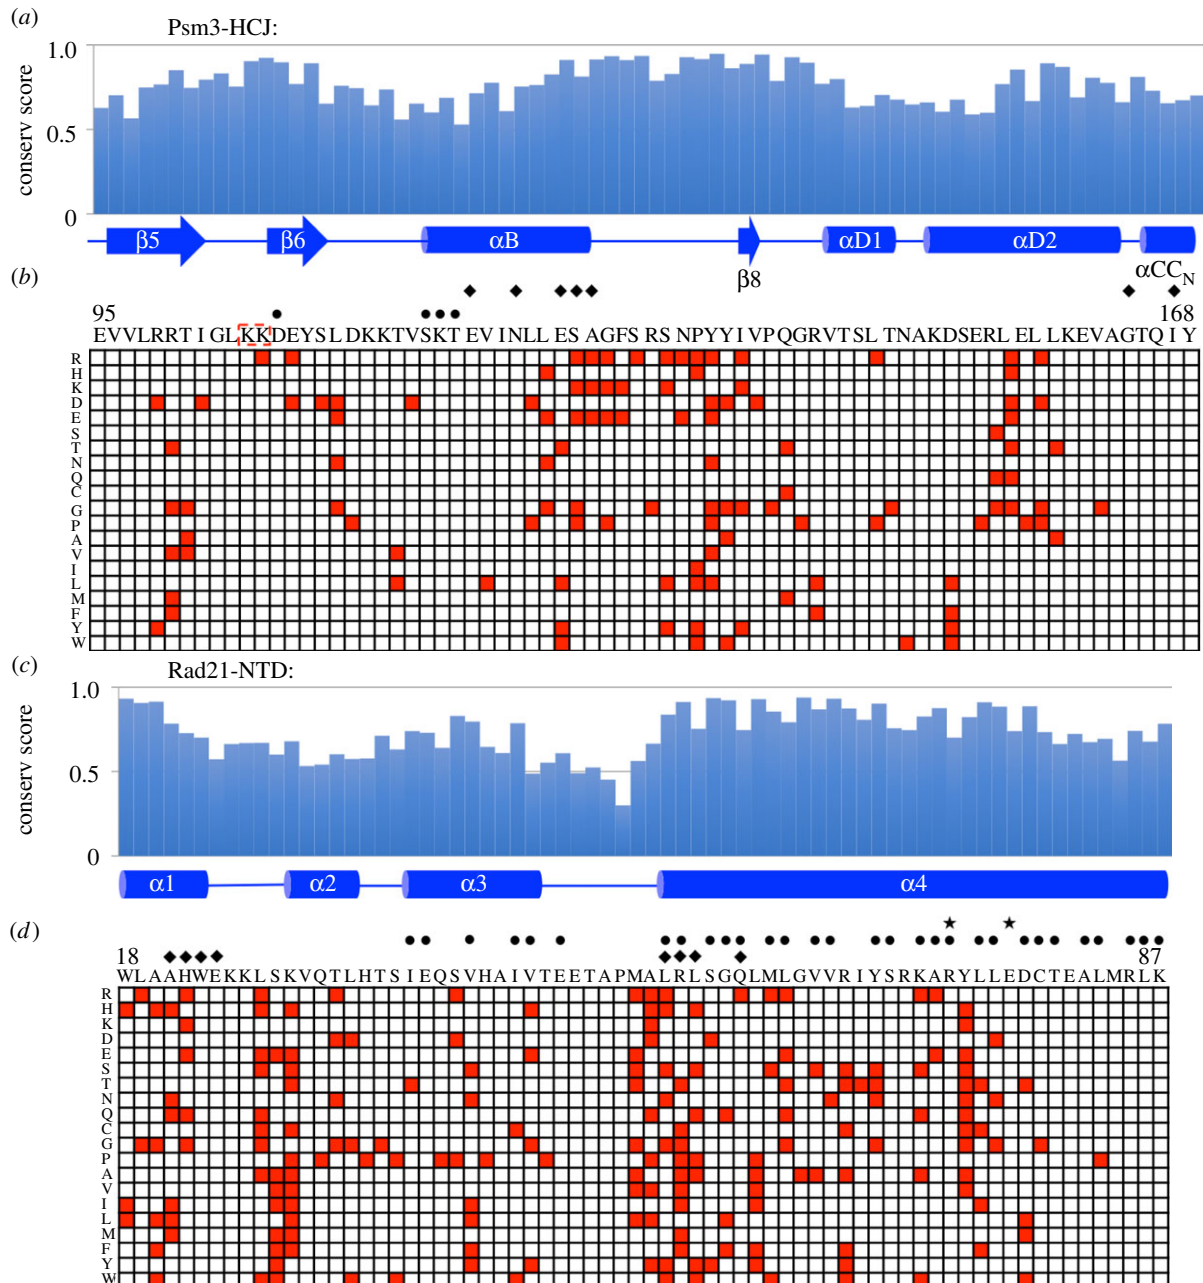 (a) Psm3-HCJ:
1.0
conserv score
0.5
0
β5 β6 αB β8 αD1 αD2 αCC_N
(b)
95 168
EVVLRRTIGLKKDEYSLDKKTVSKTEVINLLESAGFSRSNPYYIVPQGRVTSLTNAKDSERLELLKEVAGTQIY
R
H
K
D
E
S
T
N
Q
C
G
P
A
V
I
L
M
F
Y
W
(c) Rad21-NTD:
1.0
conserv score
0.5
0
α1 α2 α3 α4
(d)
18 87
WLAAHWEKKLSKVQTLHTSIEQSVHAIVTEETAPMALRLSGQLMLGVVRIYSRKARYLLEDCTEALMRLK
R
H
K
D
E
S
T
N
Q
C
G
P
A
V
I
L
M
F
Y
W